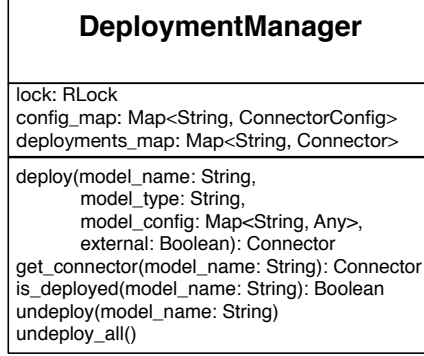 DeploymentManager
lock: RLock
config_map: Map<String, ConnectorConfig>
deployments_map: Map<String, Connector>
deploy(model_name: String,
model_type: String,
model_config: Map<String, Any>,
external: Boolean): Connector
get_connector(model_name: String): Connector
is_deployed(model_name: String): Boolean
undeploy(model_name: String)
undeploy_all()